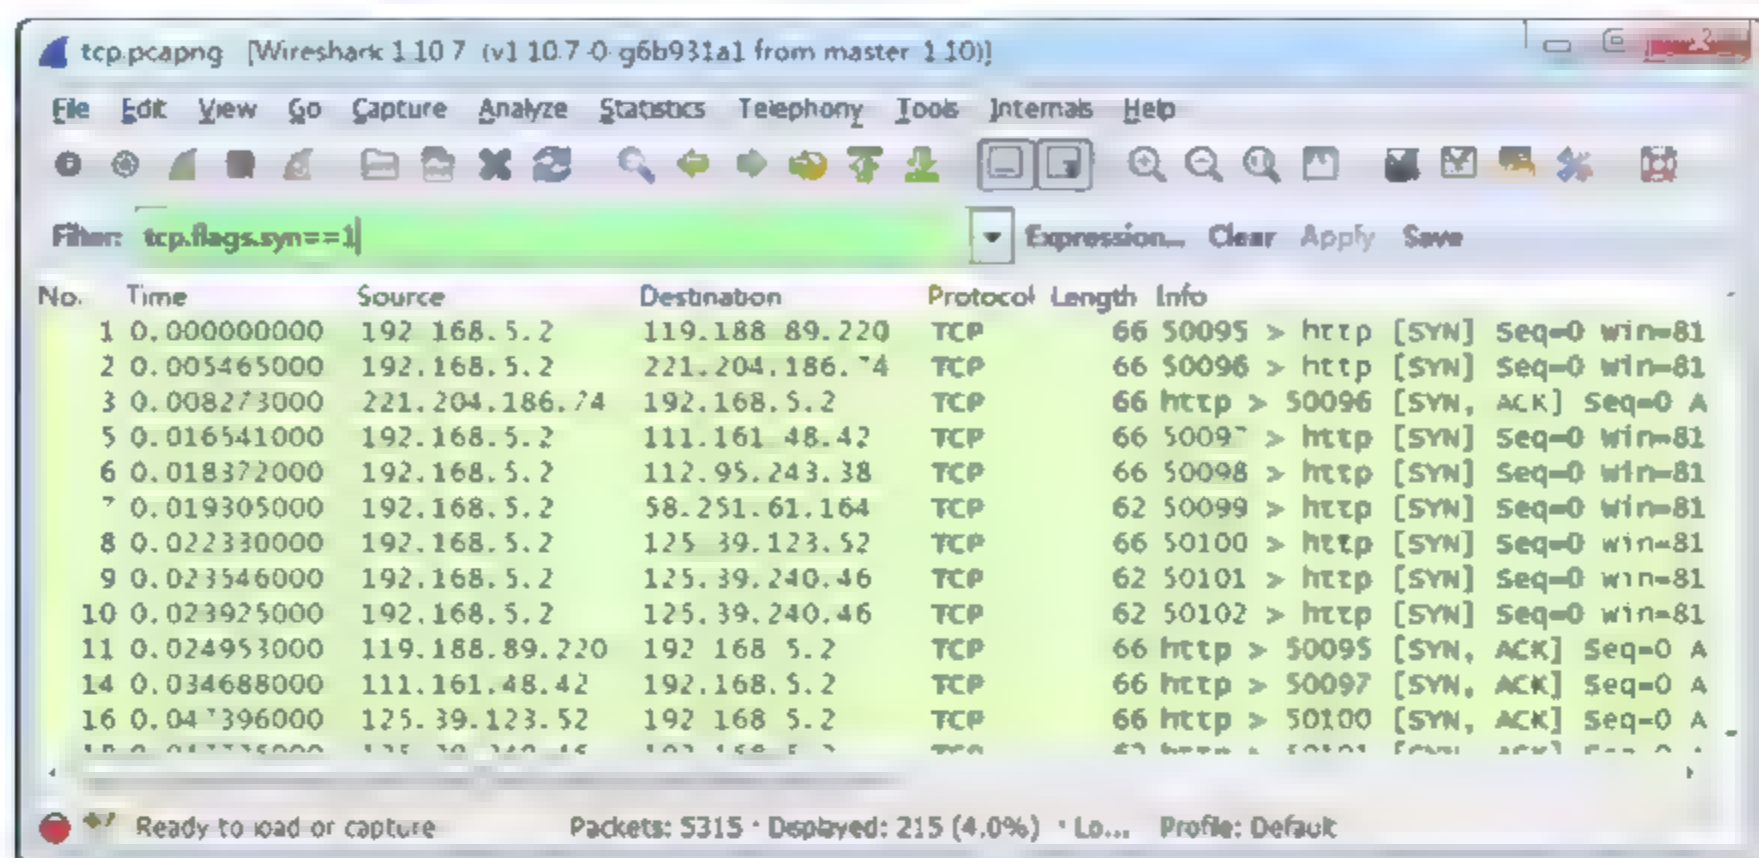 tcp.pcapng [Wireshark 1.10.7 (v1.10.7-0-g6b931a1 from master-1.10)]
File Edit View Go Capture Analyze Statistics Telephony Tools Internals Help
Filter: tcp.flags.syn==1 Expression... Clear Apply Save
No. Time Source Destination Protocol Length Info
1 0.000000000 192.168.5.2 119.188.89.220 TCP 66 50095 > http [SYN] Seq=0 Win=81
2 0.005465000 192.168.5.2 221.204.186.74 TCP 66 50096 > http [SYN] Seq=0 Win=81
3 0.008273000 221.204.186.74 192.168.5.2 TCP 66 http > 50096 [SYN, ACK] Seq=0 A
5 0.016541000 192.168.5.2 111.161.48.42 TCP 66 50097 > http [SYN] Seq=0 Win=81
6 0.018372000 192.168.5.2 112.95.243.38 TCP 66 50098 > http [SYN] Seq=0 Win=81
7 0.019305000 192.168.5.2 58.251.61.164 TCP 62 50099 > http [SYN] Seq=0 Win=81
8 0.022330000 192.168.5.2 125.39.123.52 TCP 66 50100 > http [SYN] Seq=0 Win=81
9 0.023546000 192.168.5.2 125.39.240.46 TCP 62 50101 > http [SYN] Seq=0 Win=81
10 0.023925000 192.168.5.2 125.39.240.46 TCP 62 50102 > http [SYN] Seq=0 Win=81
11 0.024953000 119.188.89.220 192.168.5.2 TCP 66 http > 50095 [SYN, ACK] Seq=0 A
14 0.034688000 111.161.48.42 192.168.5.2 TCP 66 http > 50097 [SYN, ACK] Seq=0 A
16 0.047396000 125.39.123.52 192.168.5.2 TCP 66 http > 50100 [SYN, ACK] Seq=0 A
Ready to load or capture Packets: 5315 · Displayed: 215 (4.0%) · Lo... Profile: Default